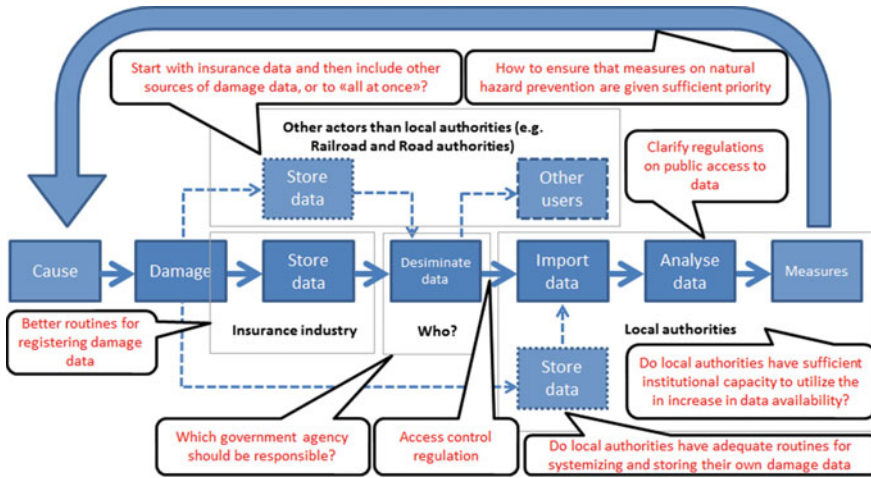 Start with insurance data and then include other
sources of damage data, or to «all at once»?
How to ensure that measures on natural
hazard prevention are given sufficient priority
Other actors than local authorities (e.g.
Railroad and Road authorities)
Clarify regulations
on public access to
data
Store
data
Other
users
Cause
Damage
Store
data
Desiminate
data
Import
data
Analyse
data
Measures
Better routines for
registering damage
data
Insurance industry
Who?
Local authorities
Store
data
Do local authorities have sufficient
institutional capacity to utilize the
in increase in data availability?
Which government agency
should be responsible?
Access control
regulation
Do local authorities have adequate routines for
systemizing and storing their own damage data